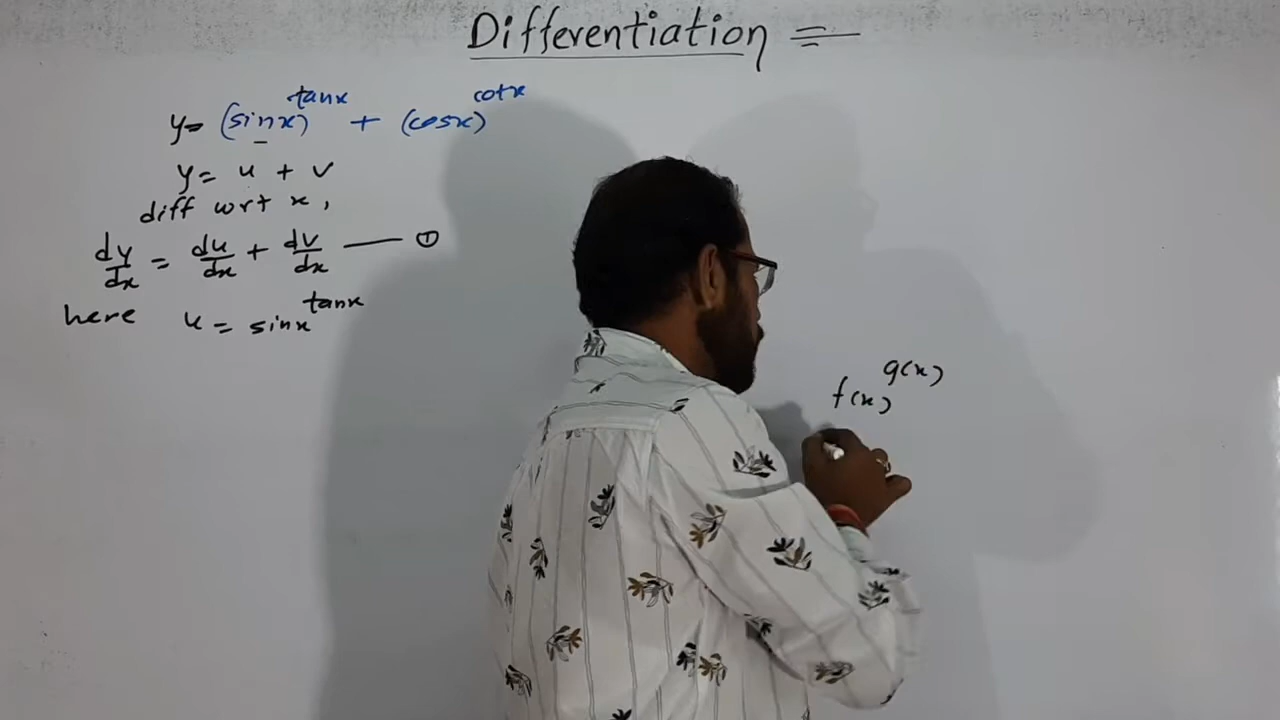 Differentiation =
y= (sinx)^tanx + (cosx)^cotx
y= u + v
diff wrt x,
dy/dx = du/dx + dv/dx — ①
here u = sinx^tanx
f(x)^g(x)